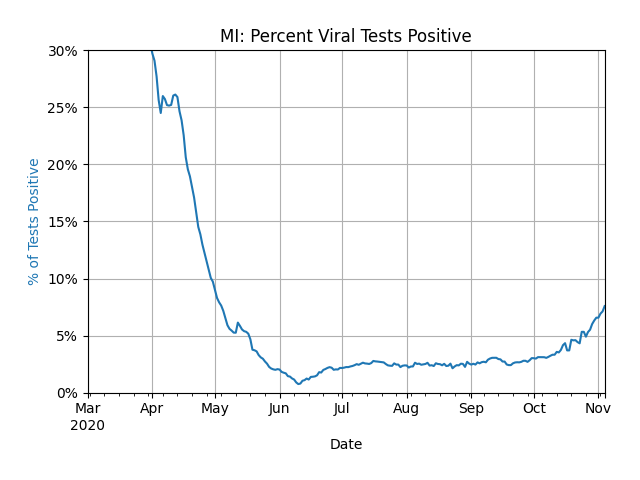 MI: Percent Viral Tests Positive
30%
25%
20%
15%
10%
5%
0%
% of Tests Positive
Mar Apr May Jun Jul Aug Sep Oct Nov
2020
Date